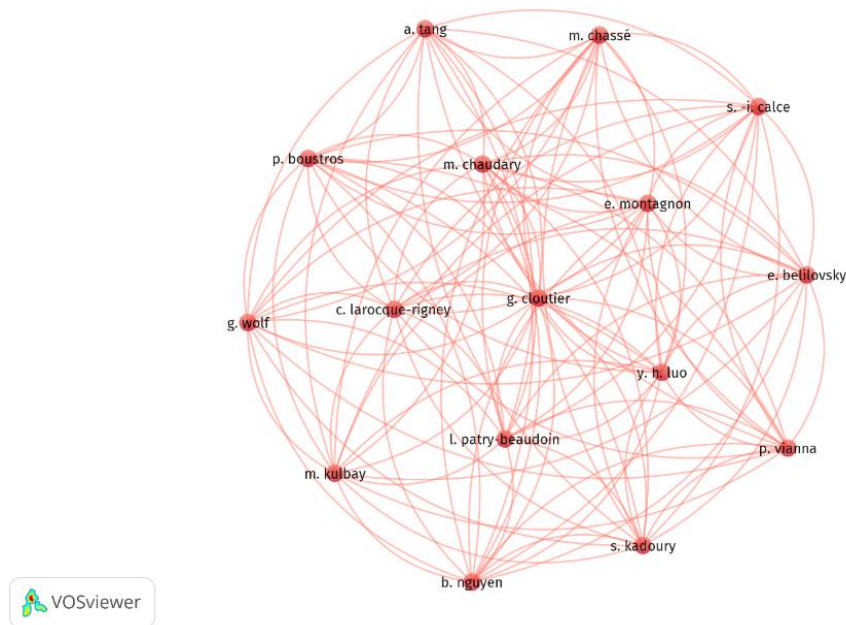 a. tang
m. chassé
s. -i. calce
p. boustros
m. chaudary
e. montagnon
e. belilovsky
g. cloutier
c. larocque-rigney
g. wolf
y. h. luo
l. patry-beaudoin
p. vianna
m. kulbay
s. kadoury
b. nguyen
VOSviewer